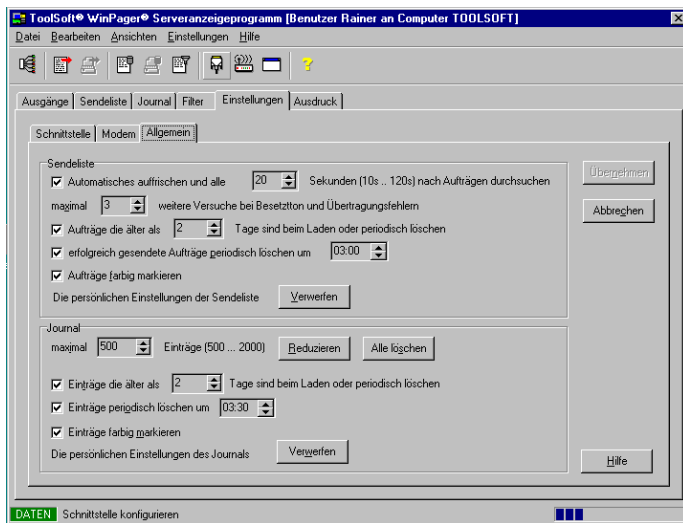 ToolSoft® WinPager® Serveranzeigeprogramm [Benutzer Rainer an Computer TOOLSOFT]
Datei Bearbeiten Ansichten Einstellungen Hilfe
Ausgänge Sendeliste Journal Filter Einstellungen Ausdruck
Schnittstelle Modem Allgemein
Sendeliste
Automatisches auffrischen und alle 20 Sekunden (10s .. 120s) nach Aufträgen durchsuchen
Übernehmen
maximal 3 weitere Versuche bei Besetztton und Übertragungsfehlern
Abbrechen
Aufträge die älter als 2 Tage sind beim Laden oder periodisch löschen
erfolgreich gesendete Aufträge periodisch löschen um 03:00
Aufträge farbig markieren
Die persönlichen Einstellungen der Sendeliste Verwerfen
Journal
maximal 500 Einträge (500 ... 2000) Reduzieren Alle löschen
Einträge die älter als 2 Tage sind beim Laden oder periodisch löschen
Einträge periodisch löschen um 03:30
Einträge farbig markieren
Die persönlichen Einstellungen des Journals Verwerfen
Hilfe
DATEN Schnittstelle konfigurieren